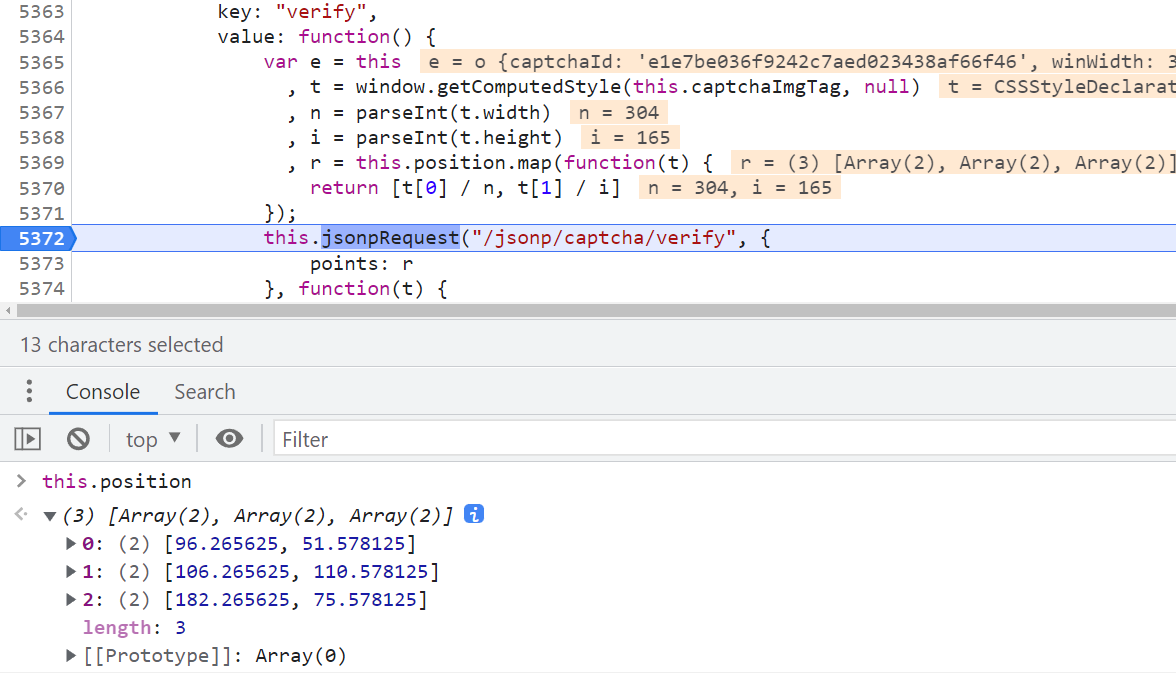 5363 key: "verify",
5364 value: function() {
5365 var e = this e = o {captchaId: 'e1e7be036f9242c7aed023438af66f46', winWidth: 3
5366 , t = window.getComputedStyle(this.captchaImgTag, null) t = CSSStyleDeclarat
5367 , n = parseInt(t.width) n = 304
5368 , i = parseInt(t.height) i = 165
5369 , r = this.position.map(function(t) { r = (3) [Array(2), Array(2), Array(2)]
5370 return [t[0] / n, t[1] / i] n = 304, i = 165
5371 });
5372 this.jsonpRequest("/jsonp/captcha/verify", {
5373 points: r
5374 }, function(t) {
13 characters selected
Console Search
top Filter
> this.position
(3) [Array(2), Array(2), Array(2)] i
0: (2) [96.265625, 51.578125]
1: (2) [106.265625, 110.578125]
2: (2) [182.265625, 75.578125]
length: 3
[[Prototype]]: Array(0)